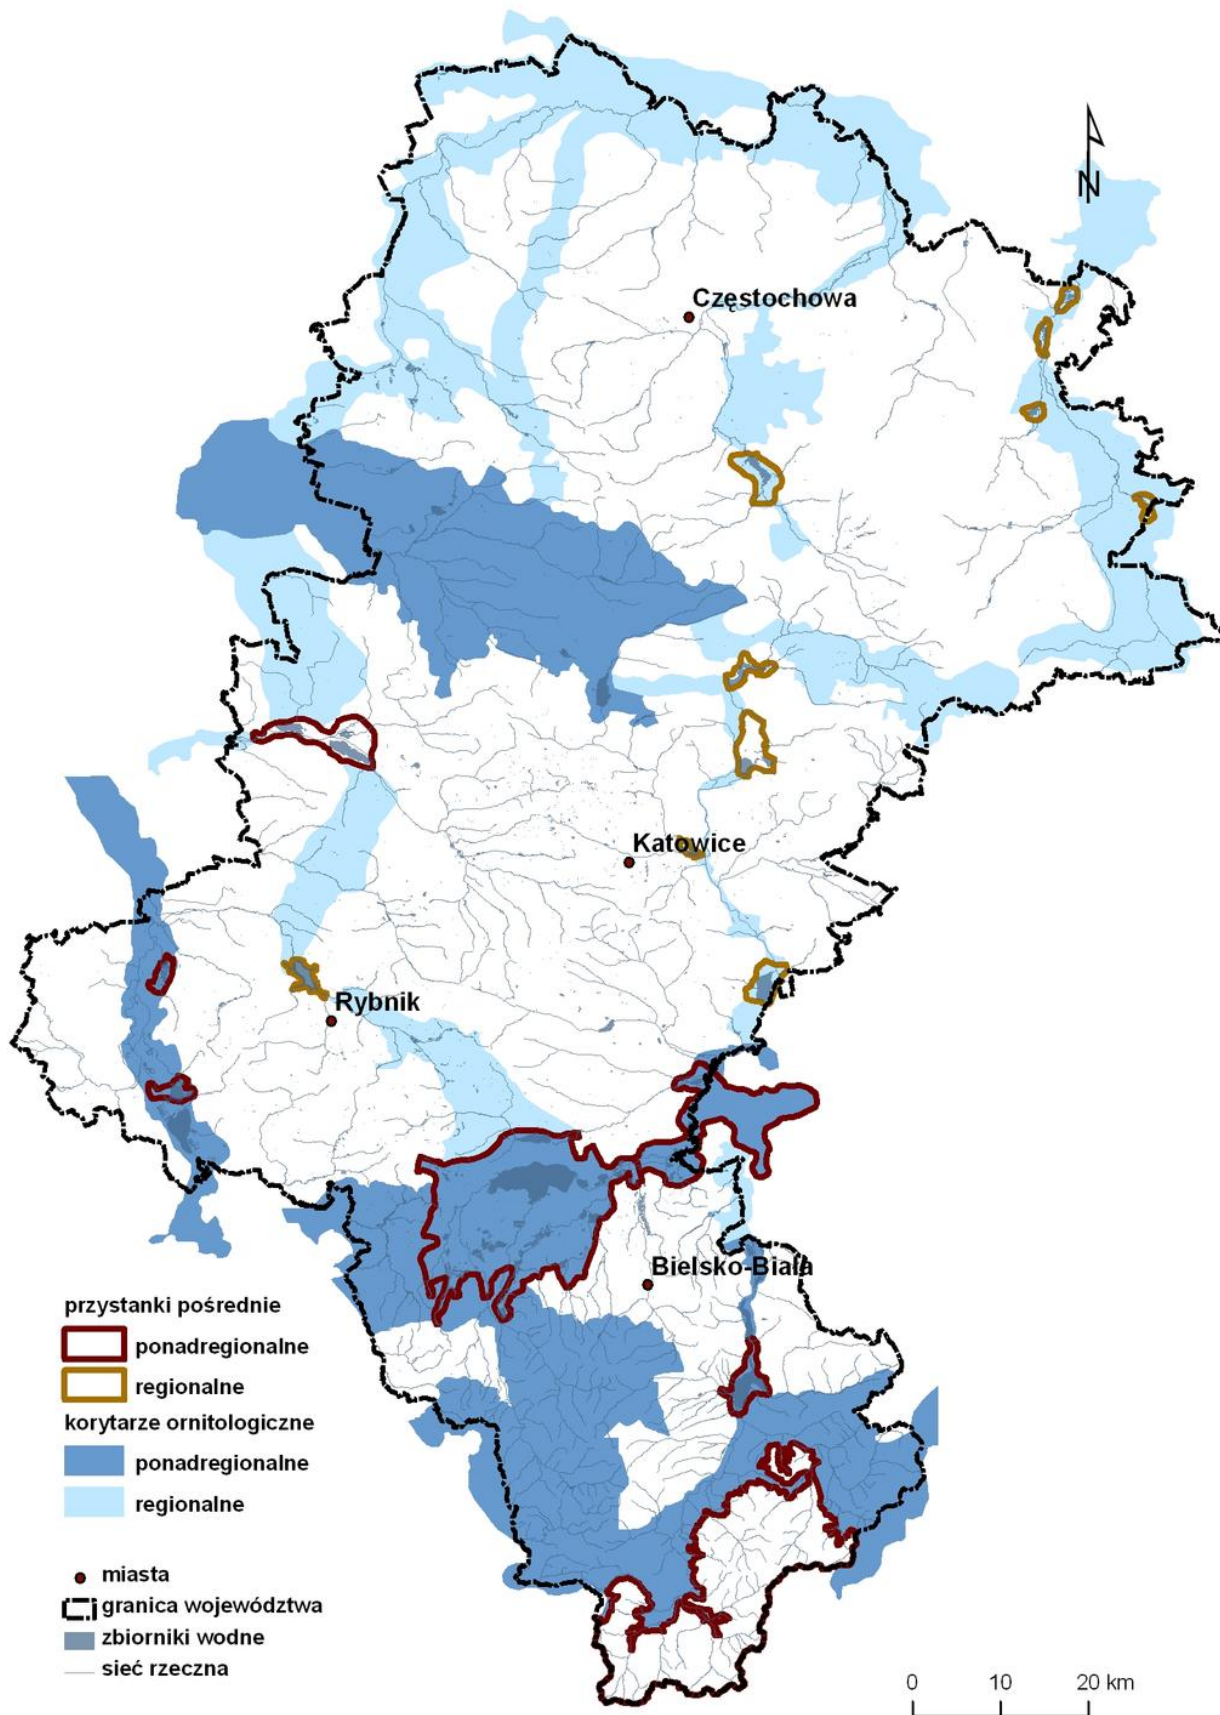 N
Częstochowa
Katowice
Rybnik
Bielsko-Biała
przystanki pośrednie
ponadregionalne
regionalne
korytarze ornitologiczne
ponadregionalne
regionalne
miasta
granica województwa
zbiorniki wodne
sieć rzeczna
0 10 20 km